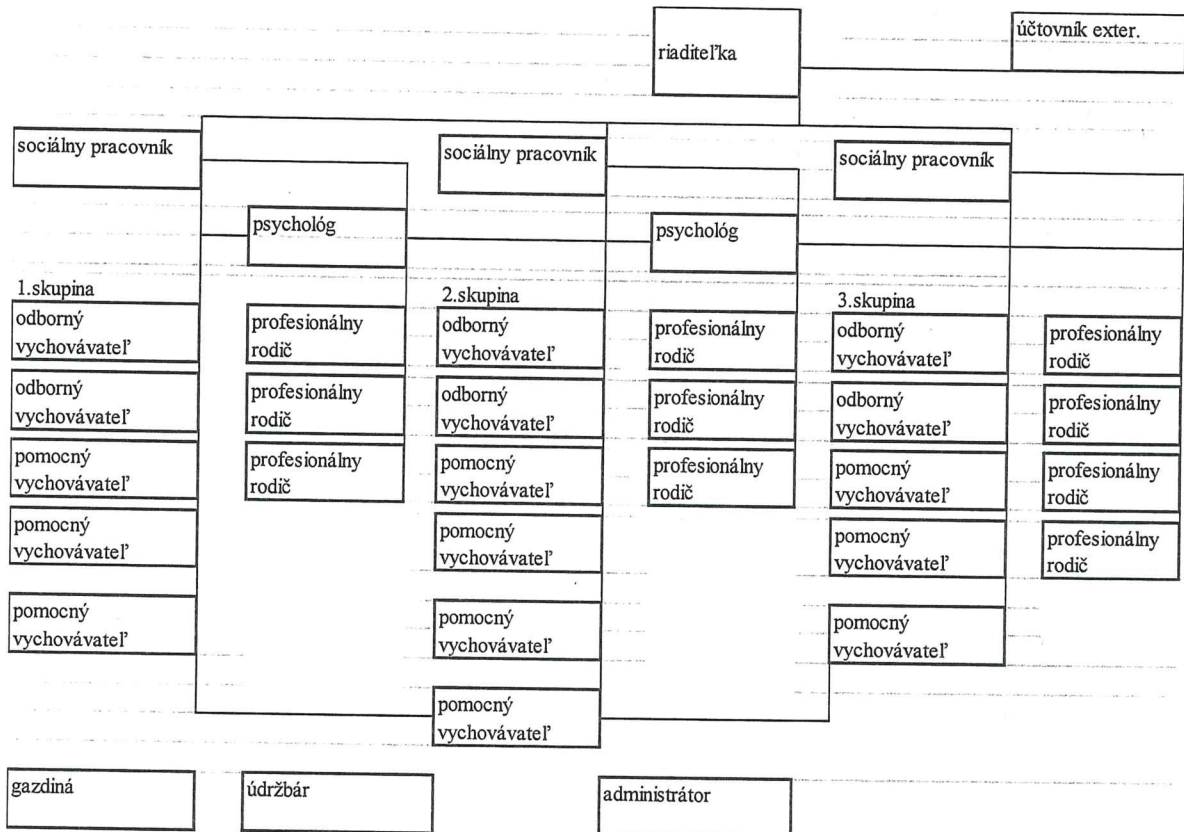 riaditeľka
účtovník exter.
sociálny pracovník
sociálny pracovník
sociálny pracovník
psychológ
psychológ
1.skupina
odborný
vychovávateľ
odborný
vychovávateľ
pomocný
vychovávateľ
pomocný
vychovávateľ
pomocný
vychovávateľ
profesionálny
rodič
profesionálny
rodič
profesionálny
rodič
2.skupina
odborný
vychovávateľ
odborný
vychovávateľ
pomocný
vychovávateľ
pomocný
vychovávateľ
pomocný
vychovávateľ
pomocný
vychovávateľ
profesionálny
rodič
profesionálny
rodič
profesionálny
rodič
3.skupina
odborný
vychovávateľ
odborný
vychovávateľ
pomocný
vychovávateľ
pomocný
vychovávateľ
pomocný
vychovávateľ
profesionálny
rodič
profesionálny
rodič
profesionálny
rodič
profesionálny
rodič
gazdiná
údržbár
administrátor